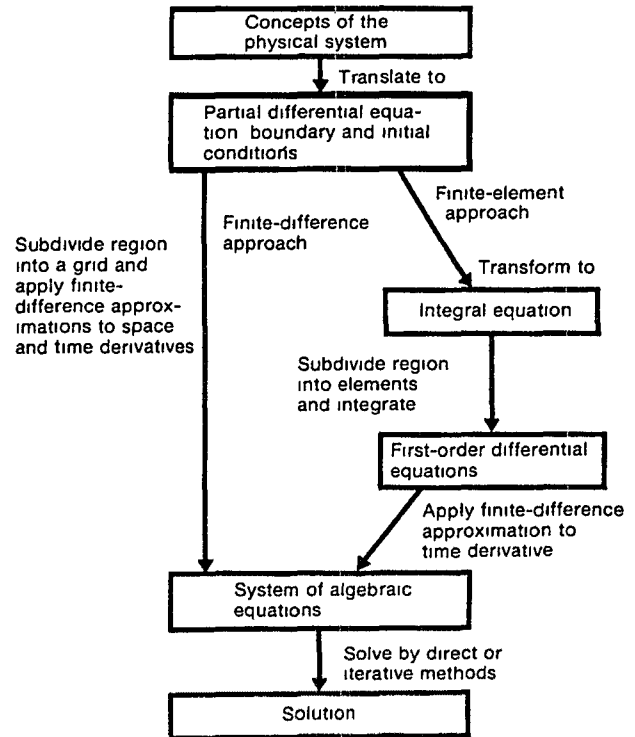 Concepts of the
physical system
Translate to
Partial differential equa-
tion boundary and initial
conditions
Finite-difference
approach
Finite-element
approach
Subdivide region
into a grid and
apply finite-
difference approx-
imations to space
and time derivatives
Transform to
Integral equation
Subdivide region
into elements
and integrate
First-order differential
equations
Apply finite-difference
approximation to
time derivative
System of algebraic
equations
Solve by direct or
iterative methods
Solution